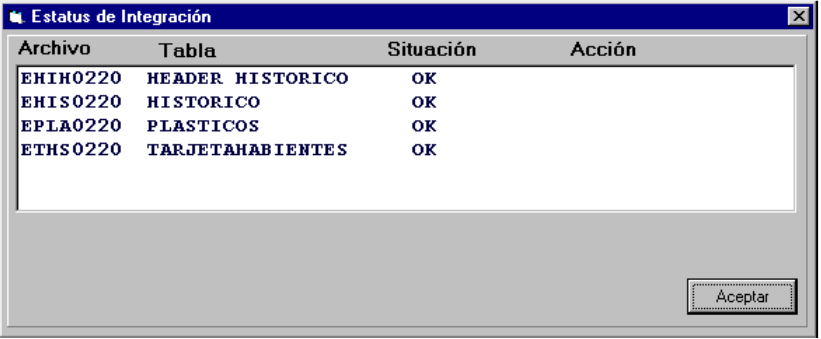 Estatus de Integración
Archivo Tabla Situación Acción
EHIH0220 HEADER HISTORICO OK
EHIS0220 HISTORICO OK
EPLA0220 PLASTICOS OK
ETHS0220 TARJETAHABIENTES OK
Aceptar